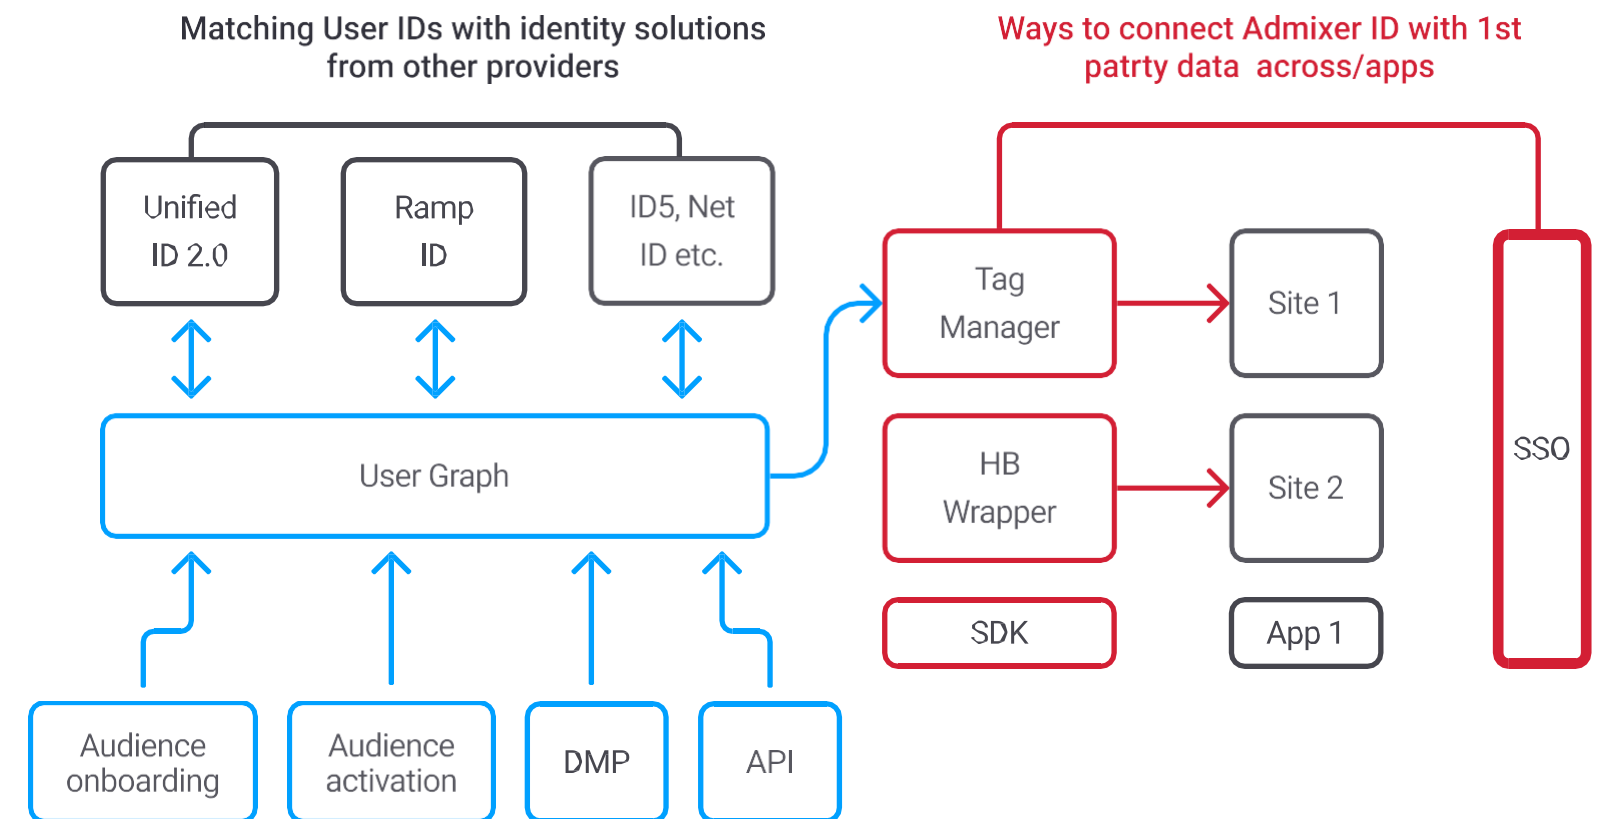 Matching User IDs with identity solutions
from other providers
Ways to connect Admixer ID with 1st
patrty data across/apps
Unified
ID 2.0
Ramp
ID
ID5, Net
ID etc.
Tag
Manager
Site 1
User Graph
HB
Wrapper
Site 2
SSO
SDK
App 1
Audience
onboarding
Audience
activation
DMP
API